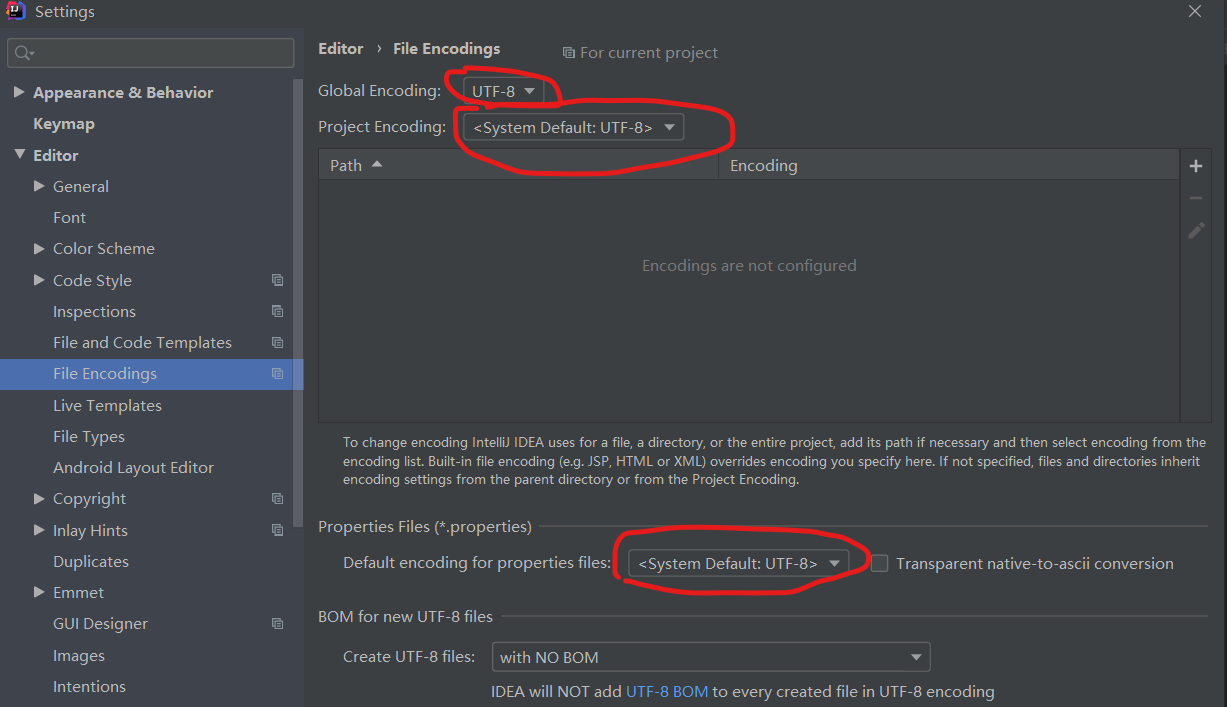 Settings
Editor › File Encodings
For current project
Appearance & Behavior
Keymap
Editor
General
Font
Color Scheme
Code Style
Inspections
File and Code Templates
File Encodings
Live Templates
File Types
Android Layout Editor
Copyright
Inlay Hints
Duplicates
Emmet
GUI Designer
Images
Intentions
Global Encoding: UTF-8
Project Encoding: <System Default: UTF-8>
Path Encoding
Encodings are not configured
To change encoding IntelliJ IDEA uses for a file, a directory, or the entire project, add its path if necessary and then select encoding from the
encoding list. Built-in file encoding (e.g. JSP, HTML or XML) overrides encoding you specify here. If not specified, files and directories inherit
encoding settings from the parent directory or from the Project Encoding.
Properties Files (*.properties)
Default encoding for properties files: <System Default: UTF-8> Transparent native-to-ascii conversion
BOM for new UTF-8 files
Create UTF-8 files: with NO BOM
IDEA will NOT add UTF-8 BOM to every created file in UTF-8 encoding